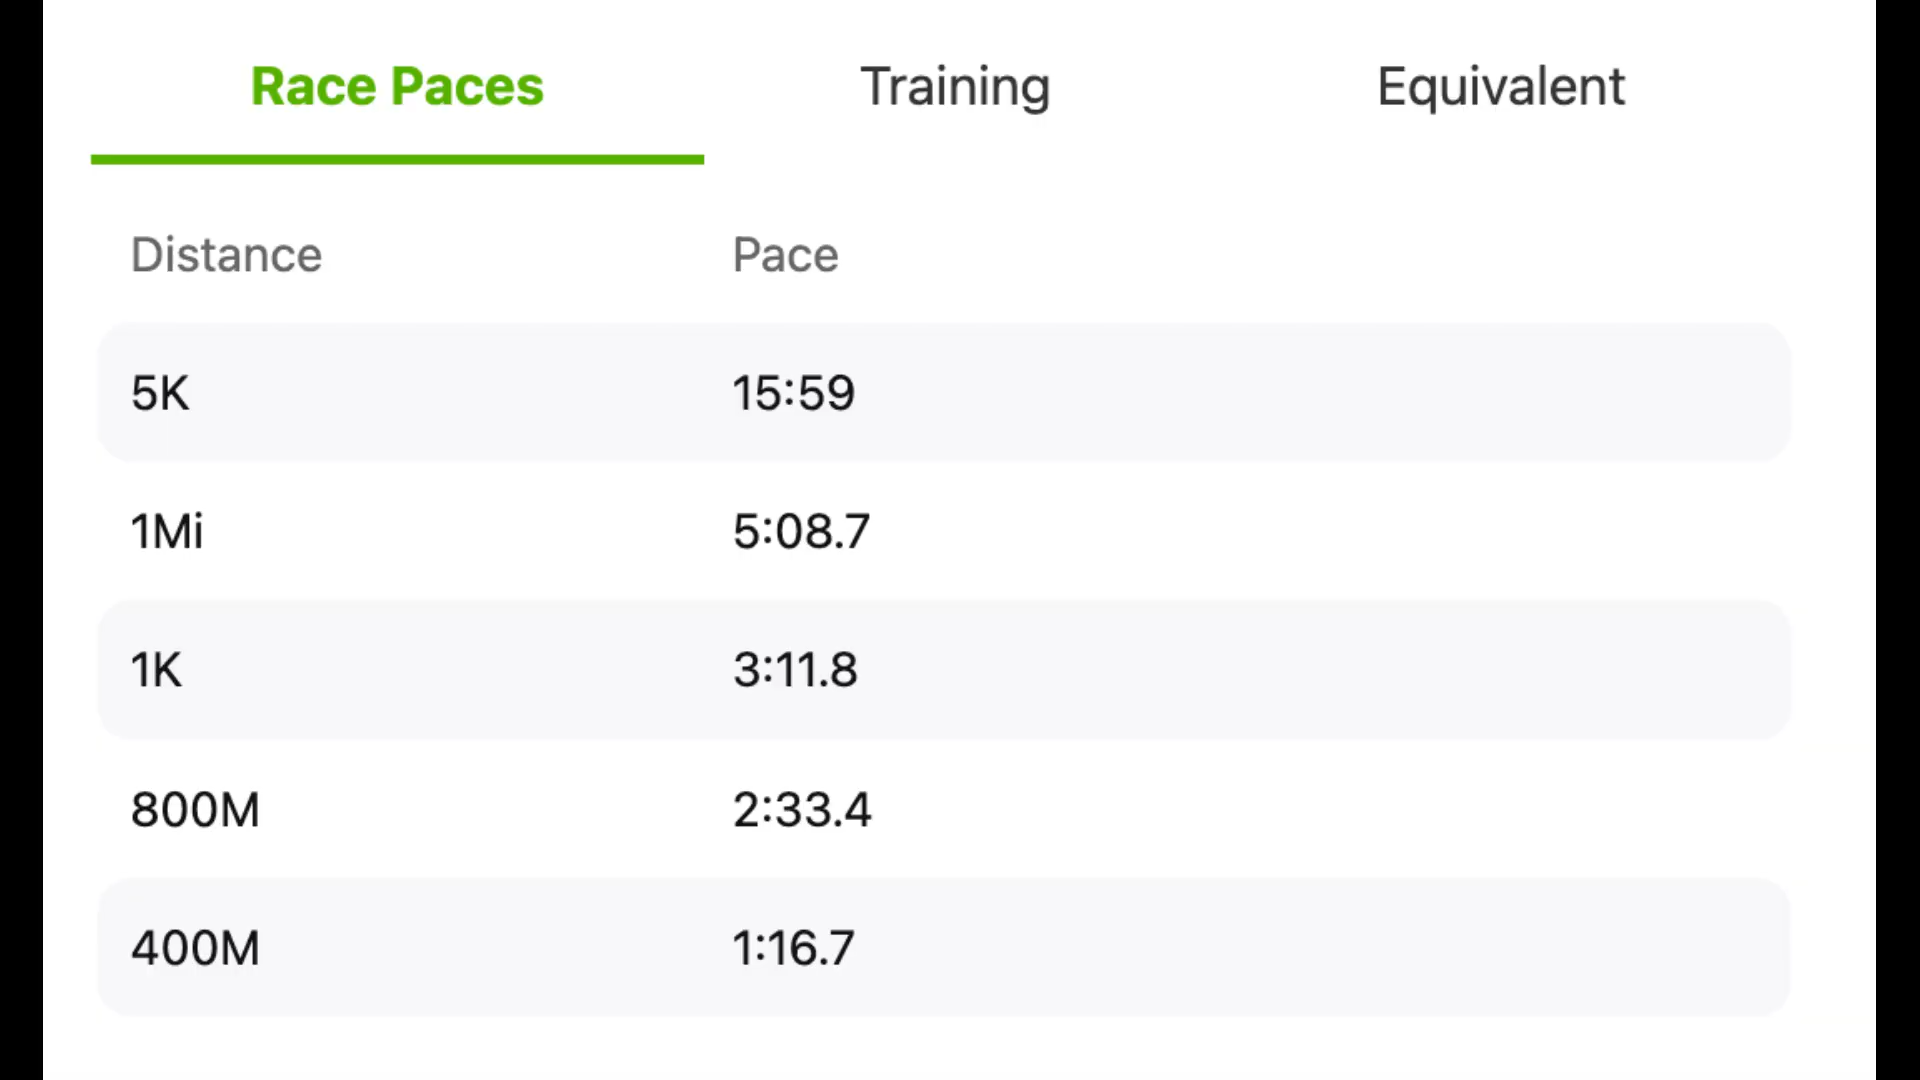 Race Paces Training Equivalent
Distance Pace
5K 15:59
1Mi 5:08.7
1K 3:11.8
800M 2:33.4
400M 1:16.7